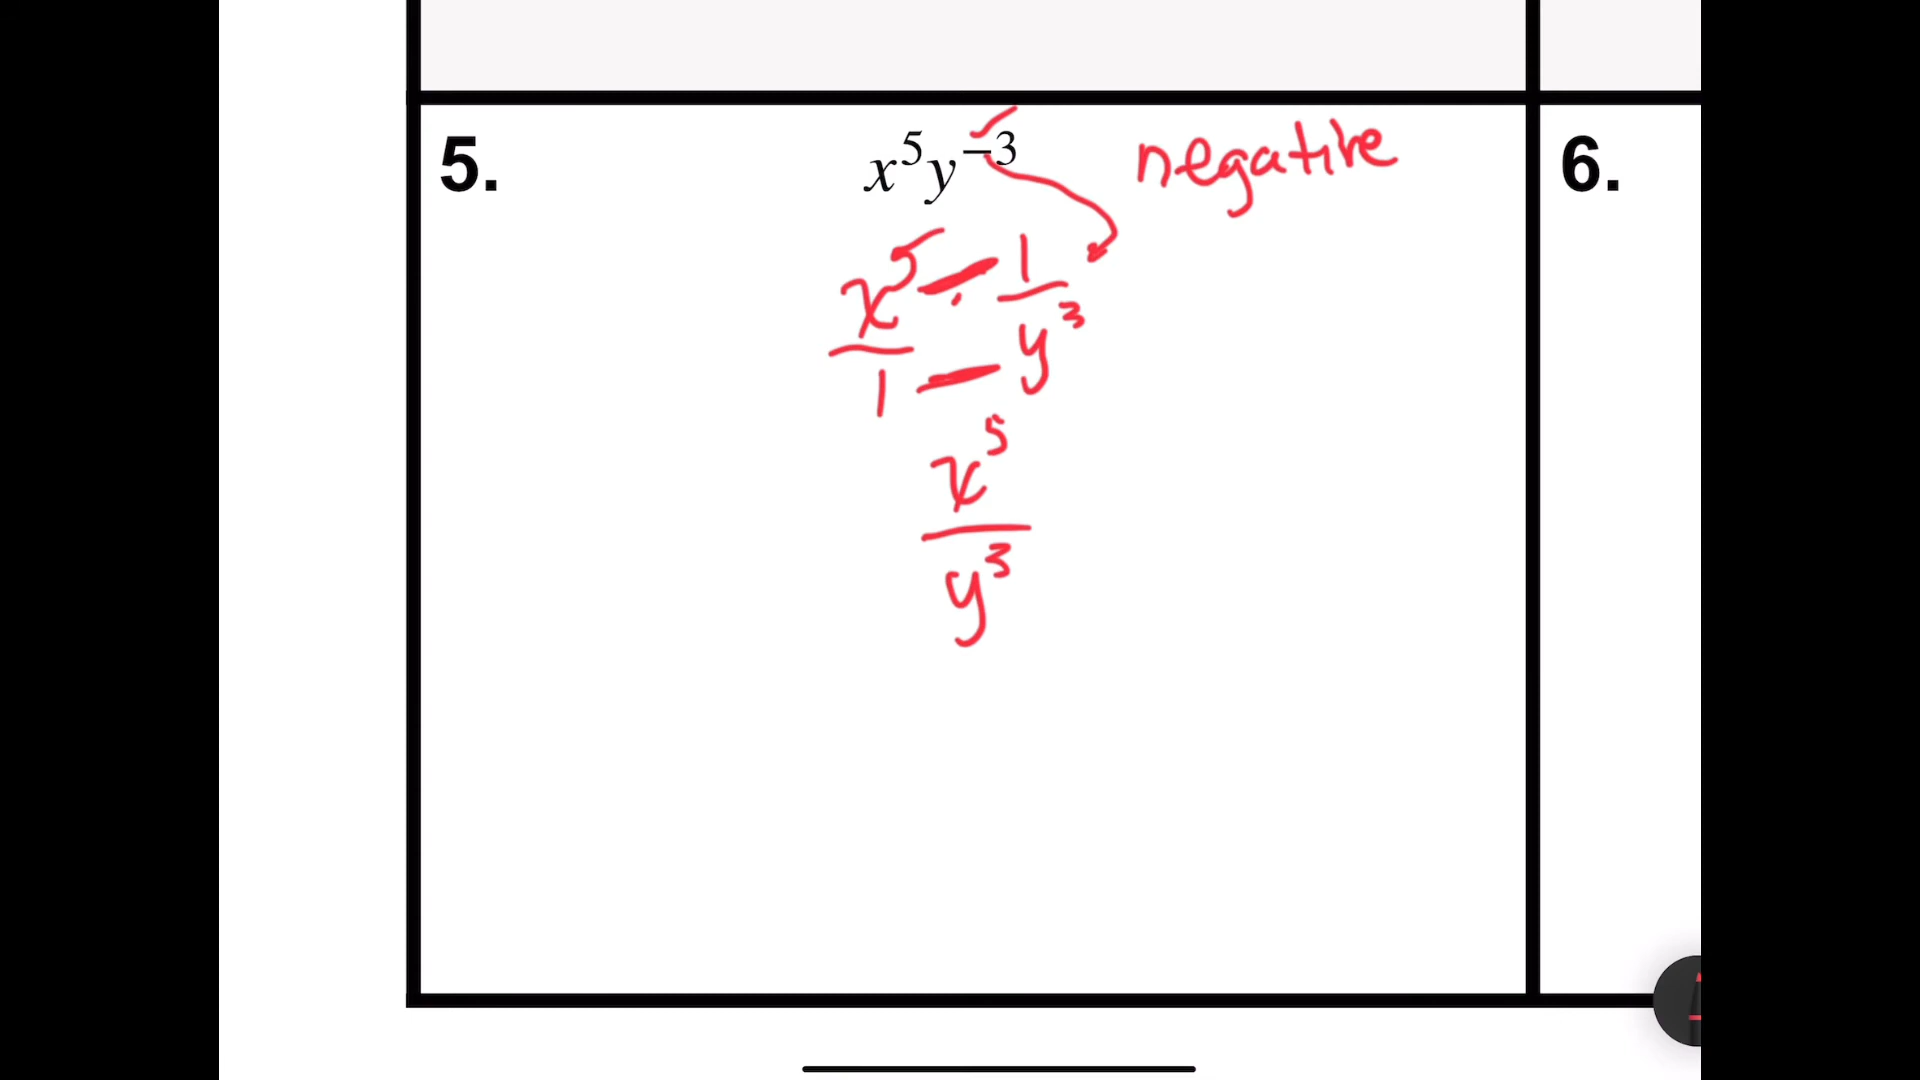 5. x⁵y⁻³ negative 6.
x⁵/1 · 1/y³
x⁵/y³